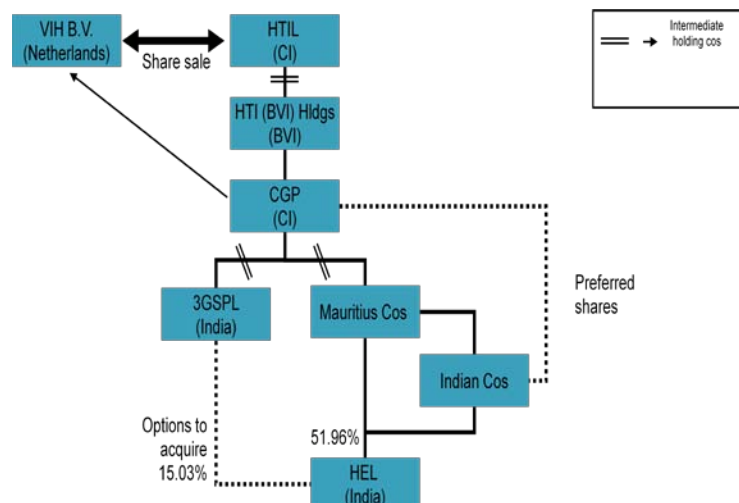 VIH B.V.
(Netherlands)
Share sale
HTIL
(CI)
Intermediate
holding cos
HTI (BVI) Hldgs
(BVI)
CGP
(CI)
3GSPL
(India)
Mauritius Cos
Preferred
shares
Indian Cos
Options to
acquire
15.03%
51.96%
HEL
(India)